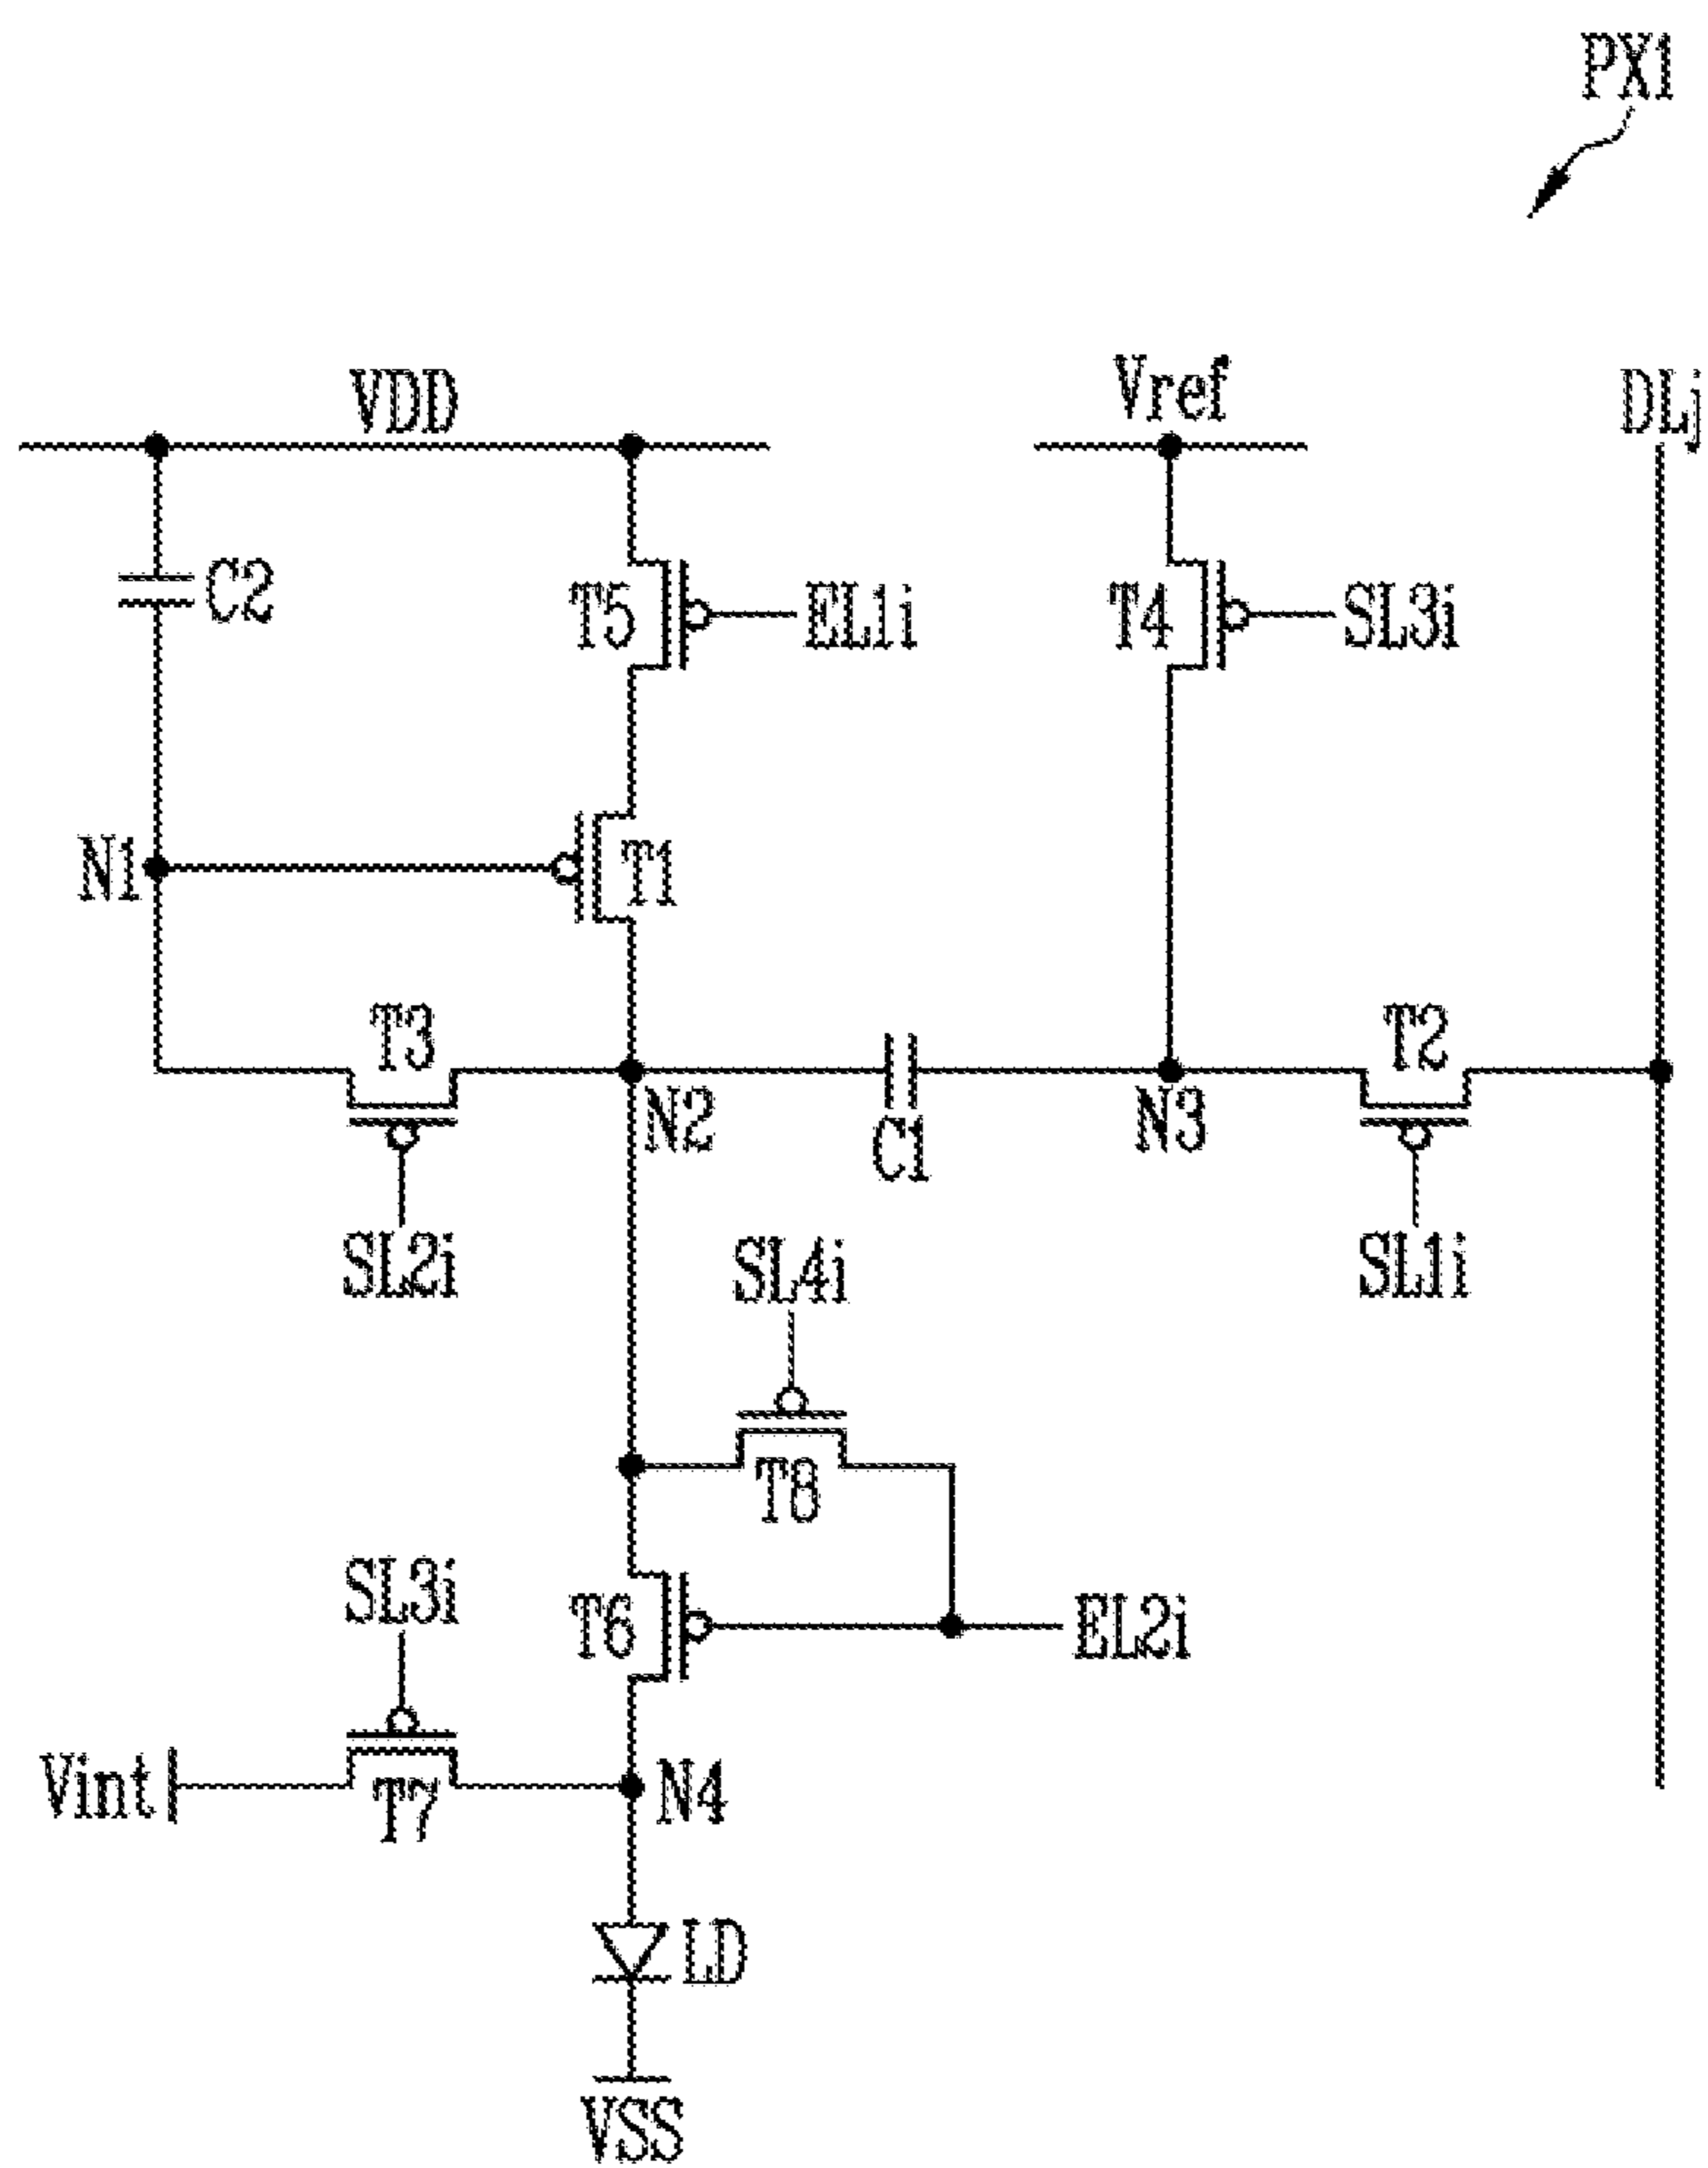 PX1
VDD
Vref
DLj
C2
T5
EL1i
T4
SL3i
N1
T1
T3
T2
N2
C1
N3
SL2i
SL4i
SL1i
T8
SL3i
T6
EL2i
Vint
T7
N4
LD
VSS